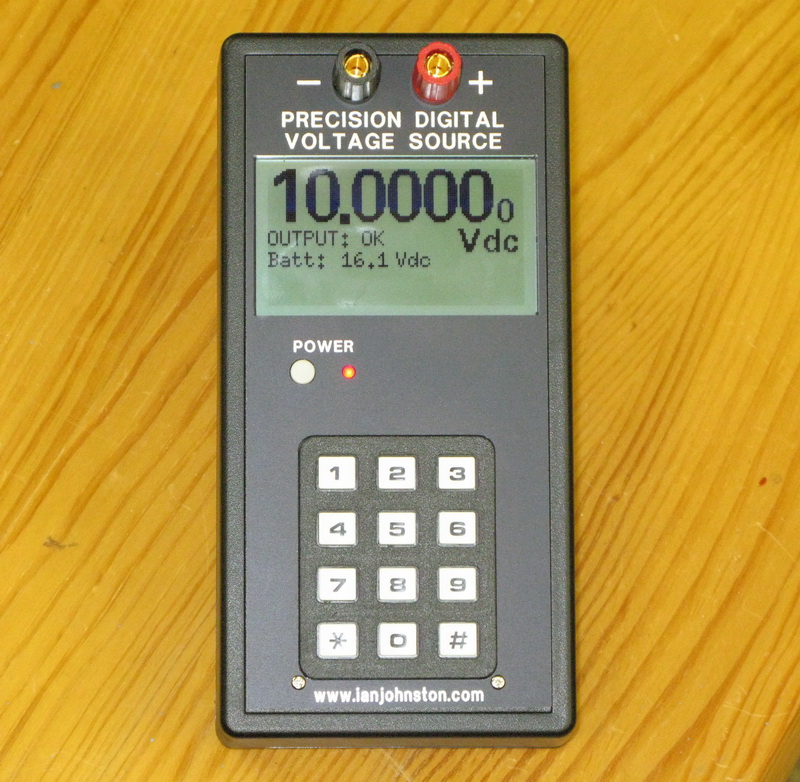 − +
PRECISION DIGITAL
VOLTAGE SOURCE
10.00000
OUTPUT: OK Vdc
Batt: 16.1 Vdc
POWER
1 2 3
4 5 6
7 8 9
* 0 #
www.ianjohnston.com